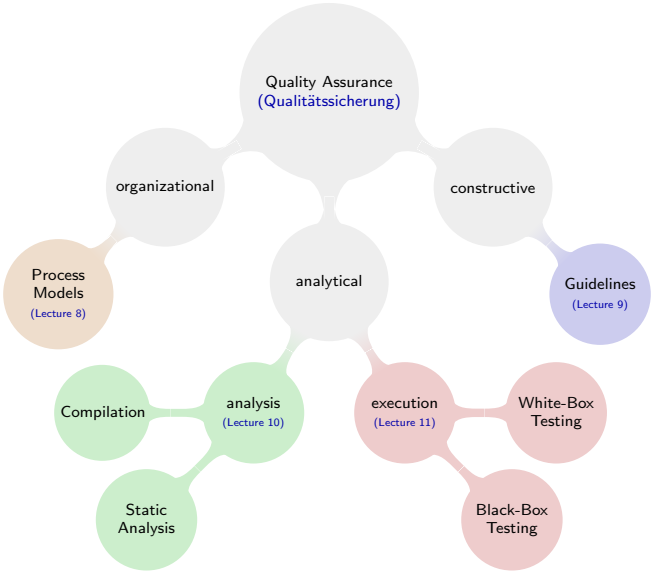 Quality Assurance
(Qualitätssicherung)
organizational
constructive
Process
Models
(Lecture 8)
analytical
Guidelines
(Lecture 9)
Compilation
analysis
(Lecture 10)
execution
(Lecture 11)
White-Box
Testing
Static
Analysis
Black-Box
Testing